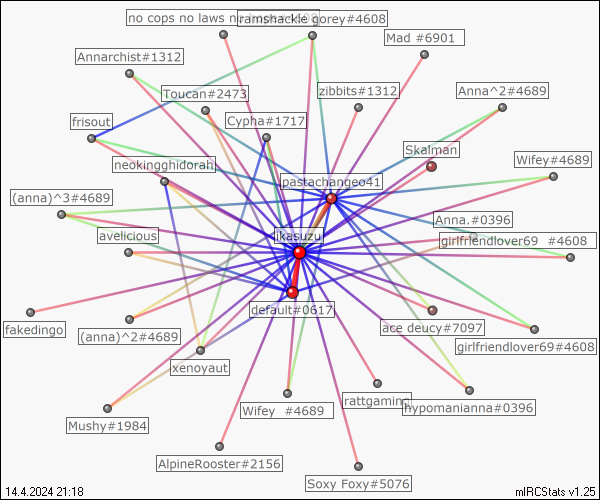 no cops no laws no
ramshackle gorey#4608
Mad #6901
Annarchist#1312
Toucan#2473
zibbits#1312
Anna^2#4689
frisout
Cypha#1717
Skalman
neokingghidorah
pastachangeo41
Wifey #4689
(anna)^3#4689
Anna.#0396
avelicious
ikasuzu
girlfriendlover69 #4608
default#0617
fakedingo
(anna)^2#4689
ace deucy#7097
girlfriendlover69#4608
xenoyaut
Wifey #4689
rattgaming
hypomanianna#0396
Mushy#1984
AlpineRooster#2156
Soxy Foxy#5076
14.4.2024 21:18
mIRCStats v1.25